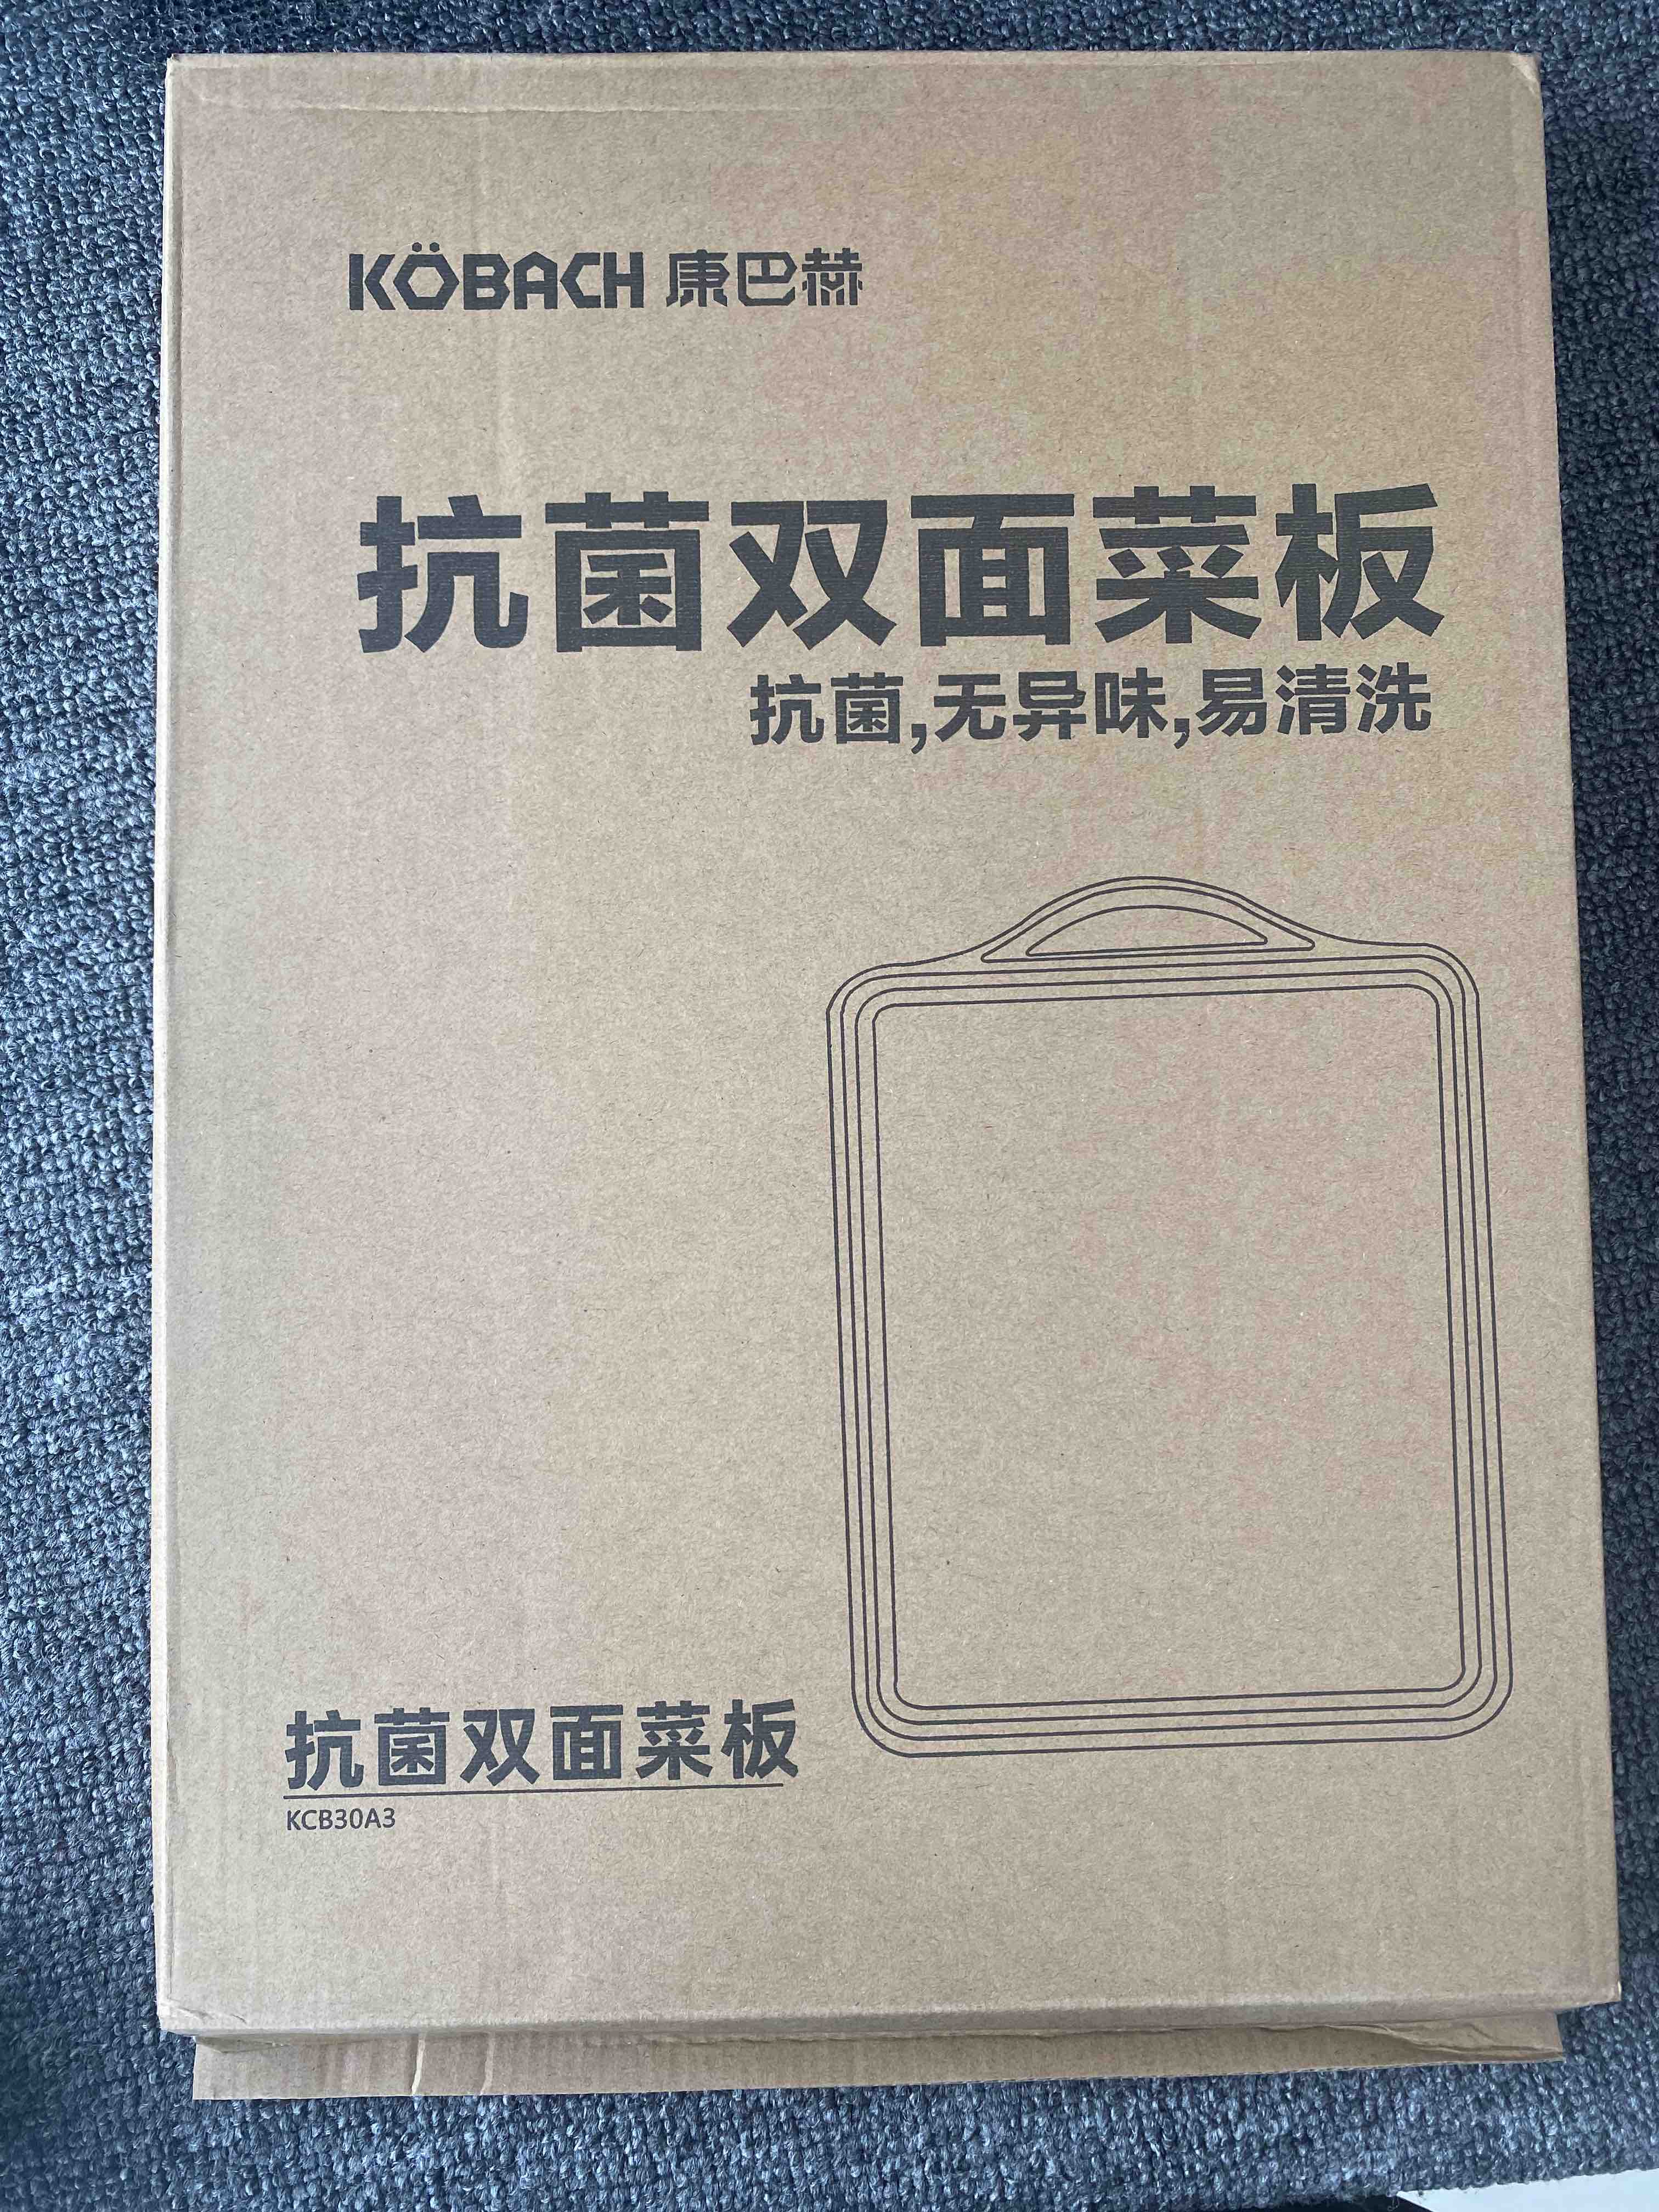 KÖBACH 康巴赫
抗菌双面菜板
抗菌,无异味,易清洗
抗菌双面菜板
KCB30A3